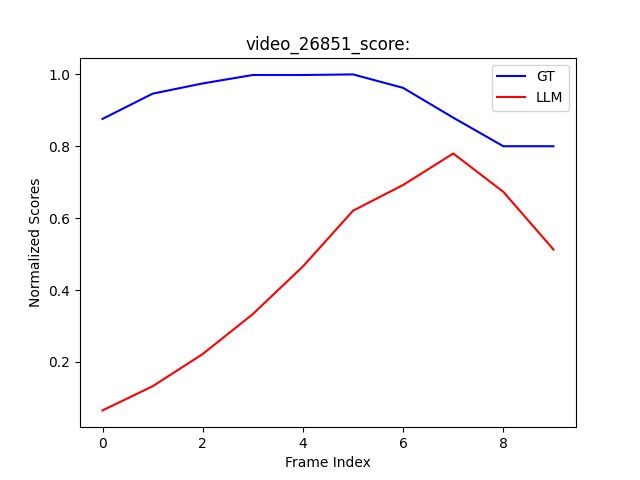 video_26851_score:
GT
LLM
Normalized Scores
1.0
0.8
0.6
0.4
0.2
0 2 4 6 8
Frame Index